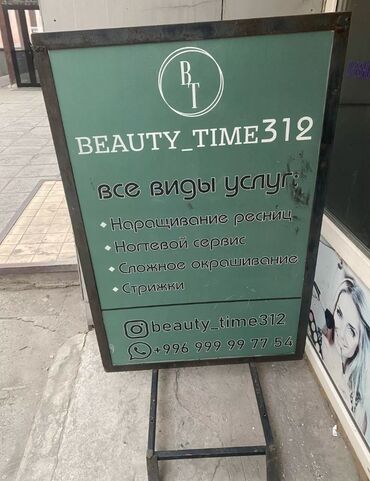 BT
BEAUTY_TIME312
все виды услуг:
• Наращивание ресниц
• Ногтевой сервис
• Сложное окрашивание
• Стрижки
beauty_time312
+996 999 99 77 54